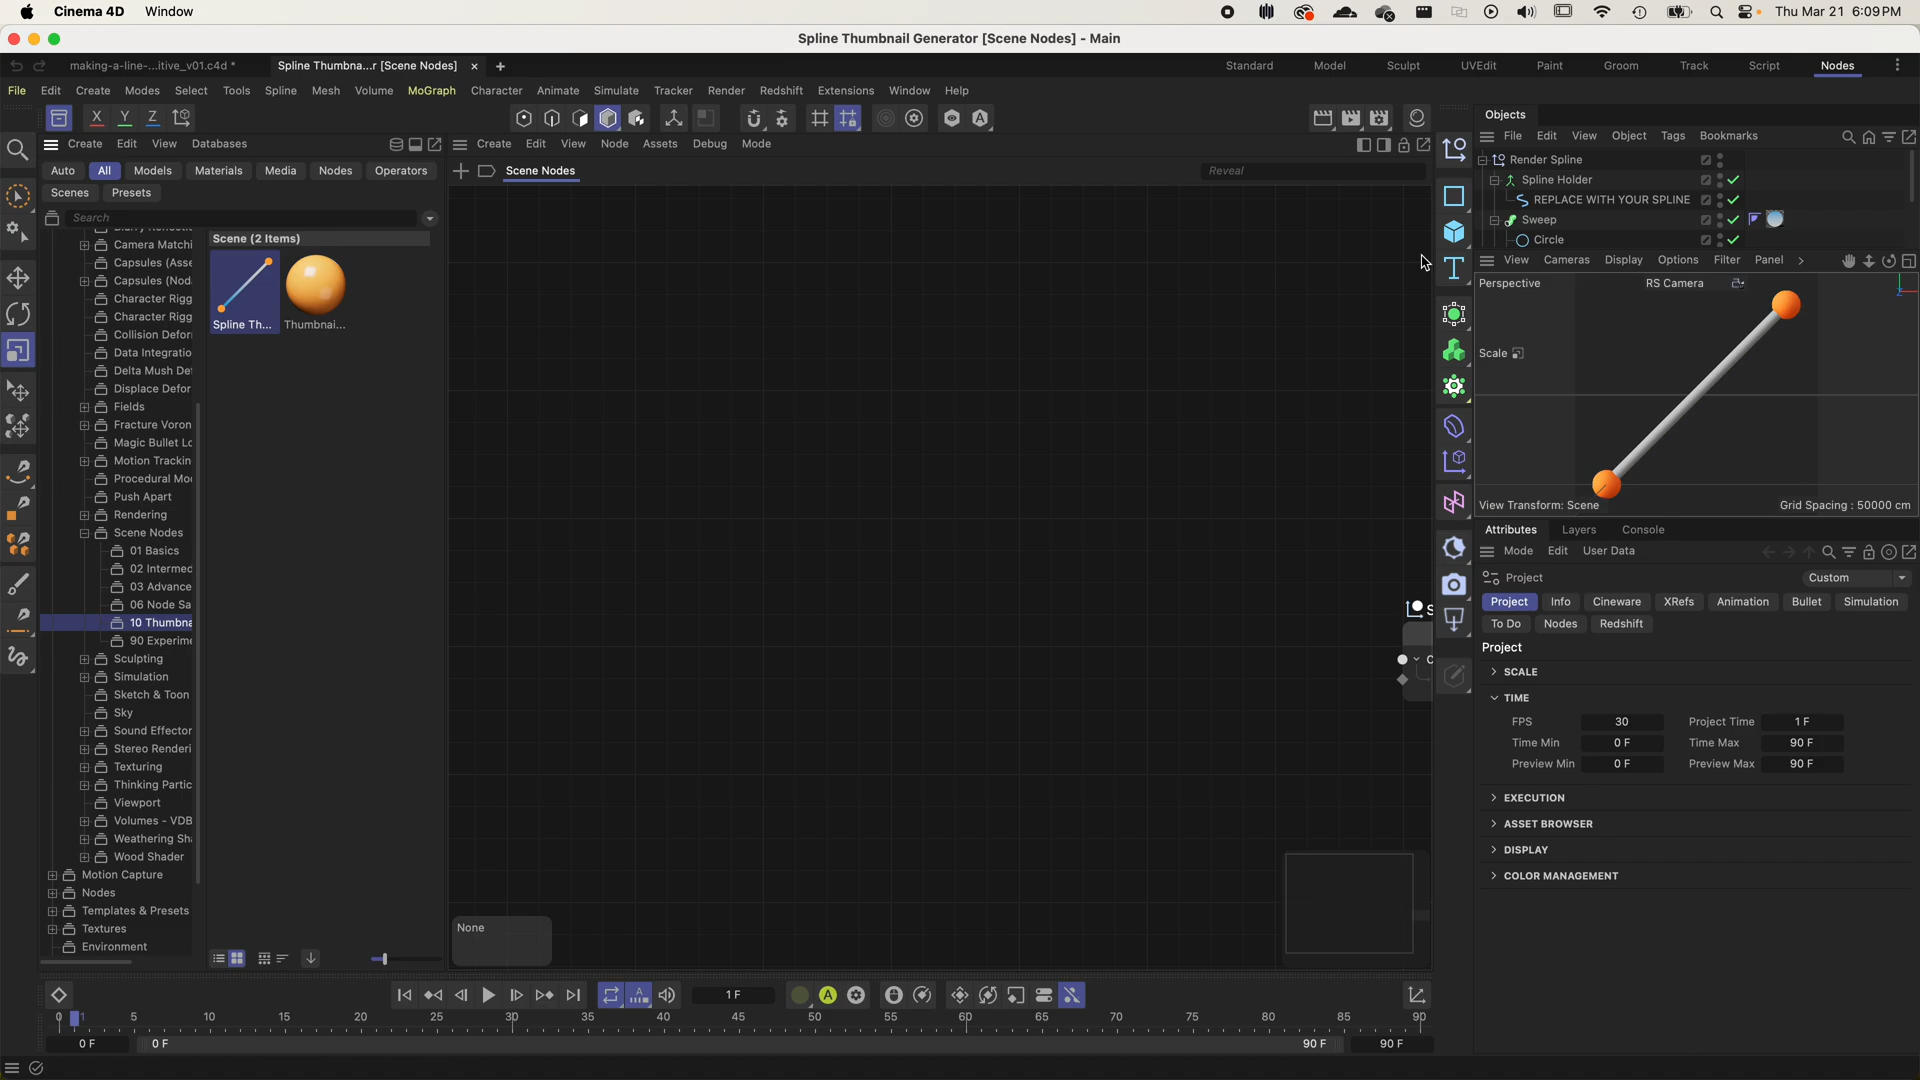 Cinema 4D Window
Thu Mar 21 6:09 PM
Spline Thumbnail Generator [Scene Nodes] - Main
making-a-line-...itive_v01.c4d *
Spline Thumbna...r [Scene Nodes]
Standard Model Sculpt UVEdit Paint Groom Track Script Nodes
File Edit Create Modes Select Tools Spline Mesh Volume MoGraph Character Animate Simulate Tracker Render Redshift Extensions Window Help
X Y Z
Create Edit View Databases
Auto All Models Materials Media Nodes Operators
Scenes Presets
Search
Camera Matchi
Capsules (Asse
Capsules (Nod
Character Rigg
Character Rigg
Collision Defor
Data Integratio
Delta Mush De
Displace Defor
Fields
Fracture Voron
Magic Bullet Lo
Motion Trackin
Procedural Mo
Push Apart
Rendering
Scene Nodes
01 Basics
02 Intermed
03 Advance
06 Node Sa
10 Thumbna
90 Experime
Sculpting
Simulation
Sketch & Toon
Sky
Sound Effector
Stereo Renderi
Texturing
Thinking Partic
Viewport
Volumes - VDB
Weathering Sh
Wood Shader
Motion Capture
Nodes
Templates & Presets
Textures
Environment
Scene (2 Items)
Spline Th...
Thumbnai...
Create Edit View Node Assets Debug Mode
Scene Nodes
Reveal
S
None
Objects
File Edit View Object Tags Bookmarks
Render Spline
Spline Holder
REPLACE WITH YOUR SPLINE
Sweep
Circle
View Cameras Display Options Filter Panel
Perspective
RS Camera
Scale
View Transform: Scene
Grid Spacing : 50000 cm
Attributes Layers Console
Mode Edit User Data
Project
Custom
Project Info Cineware XRefs Animation Bullet Simulation
To Do Nodes Redshift
Project
SCALE
TIME
FPS 30 Project Time 1 F
Time Min 0 F Time Max 90 F
Preview Min 0 F Preview Max 90 F
EXECUTION
ASSET BROWSER
DISPLAY
COLOR MANAGEMENT
1 F
0 1 5 10 15 20 25 30 35 40 45 50 55 60 65 70 75 80 85 90
0 F 0 F 90 F 90 F